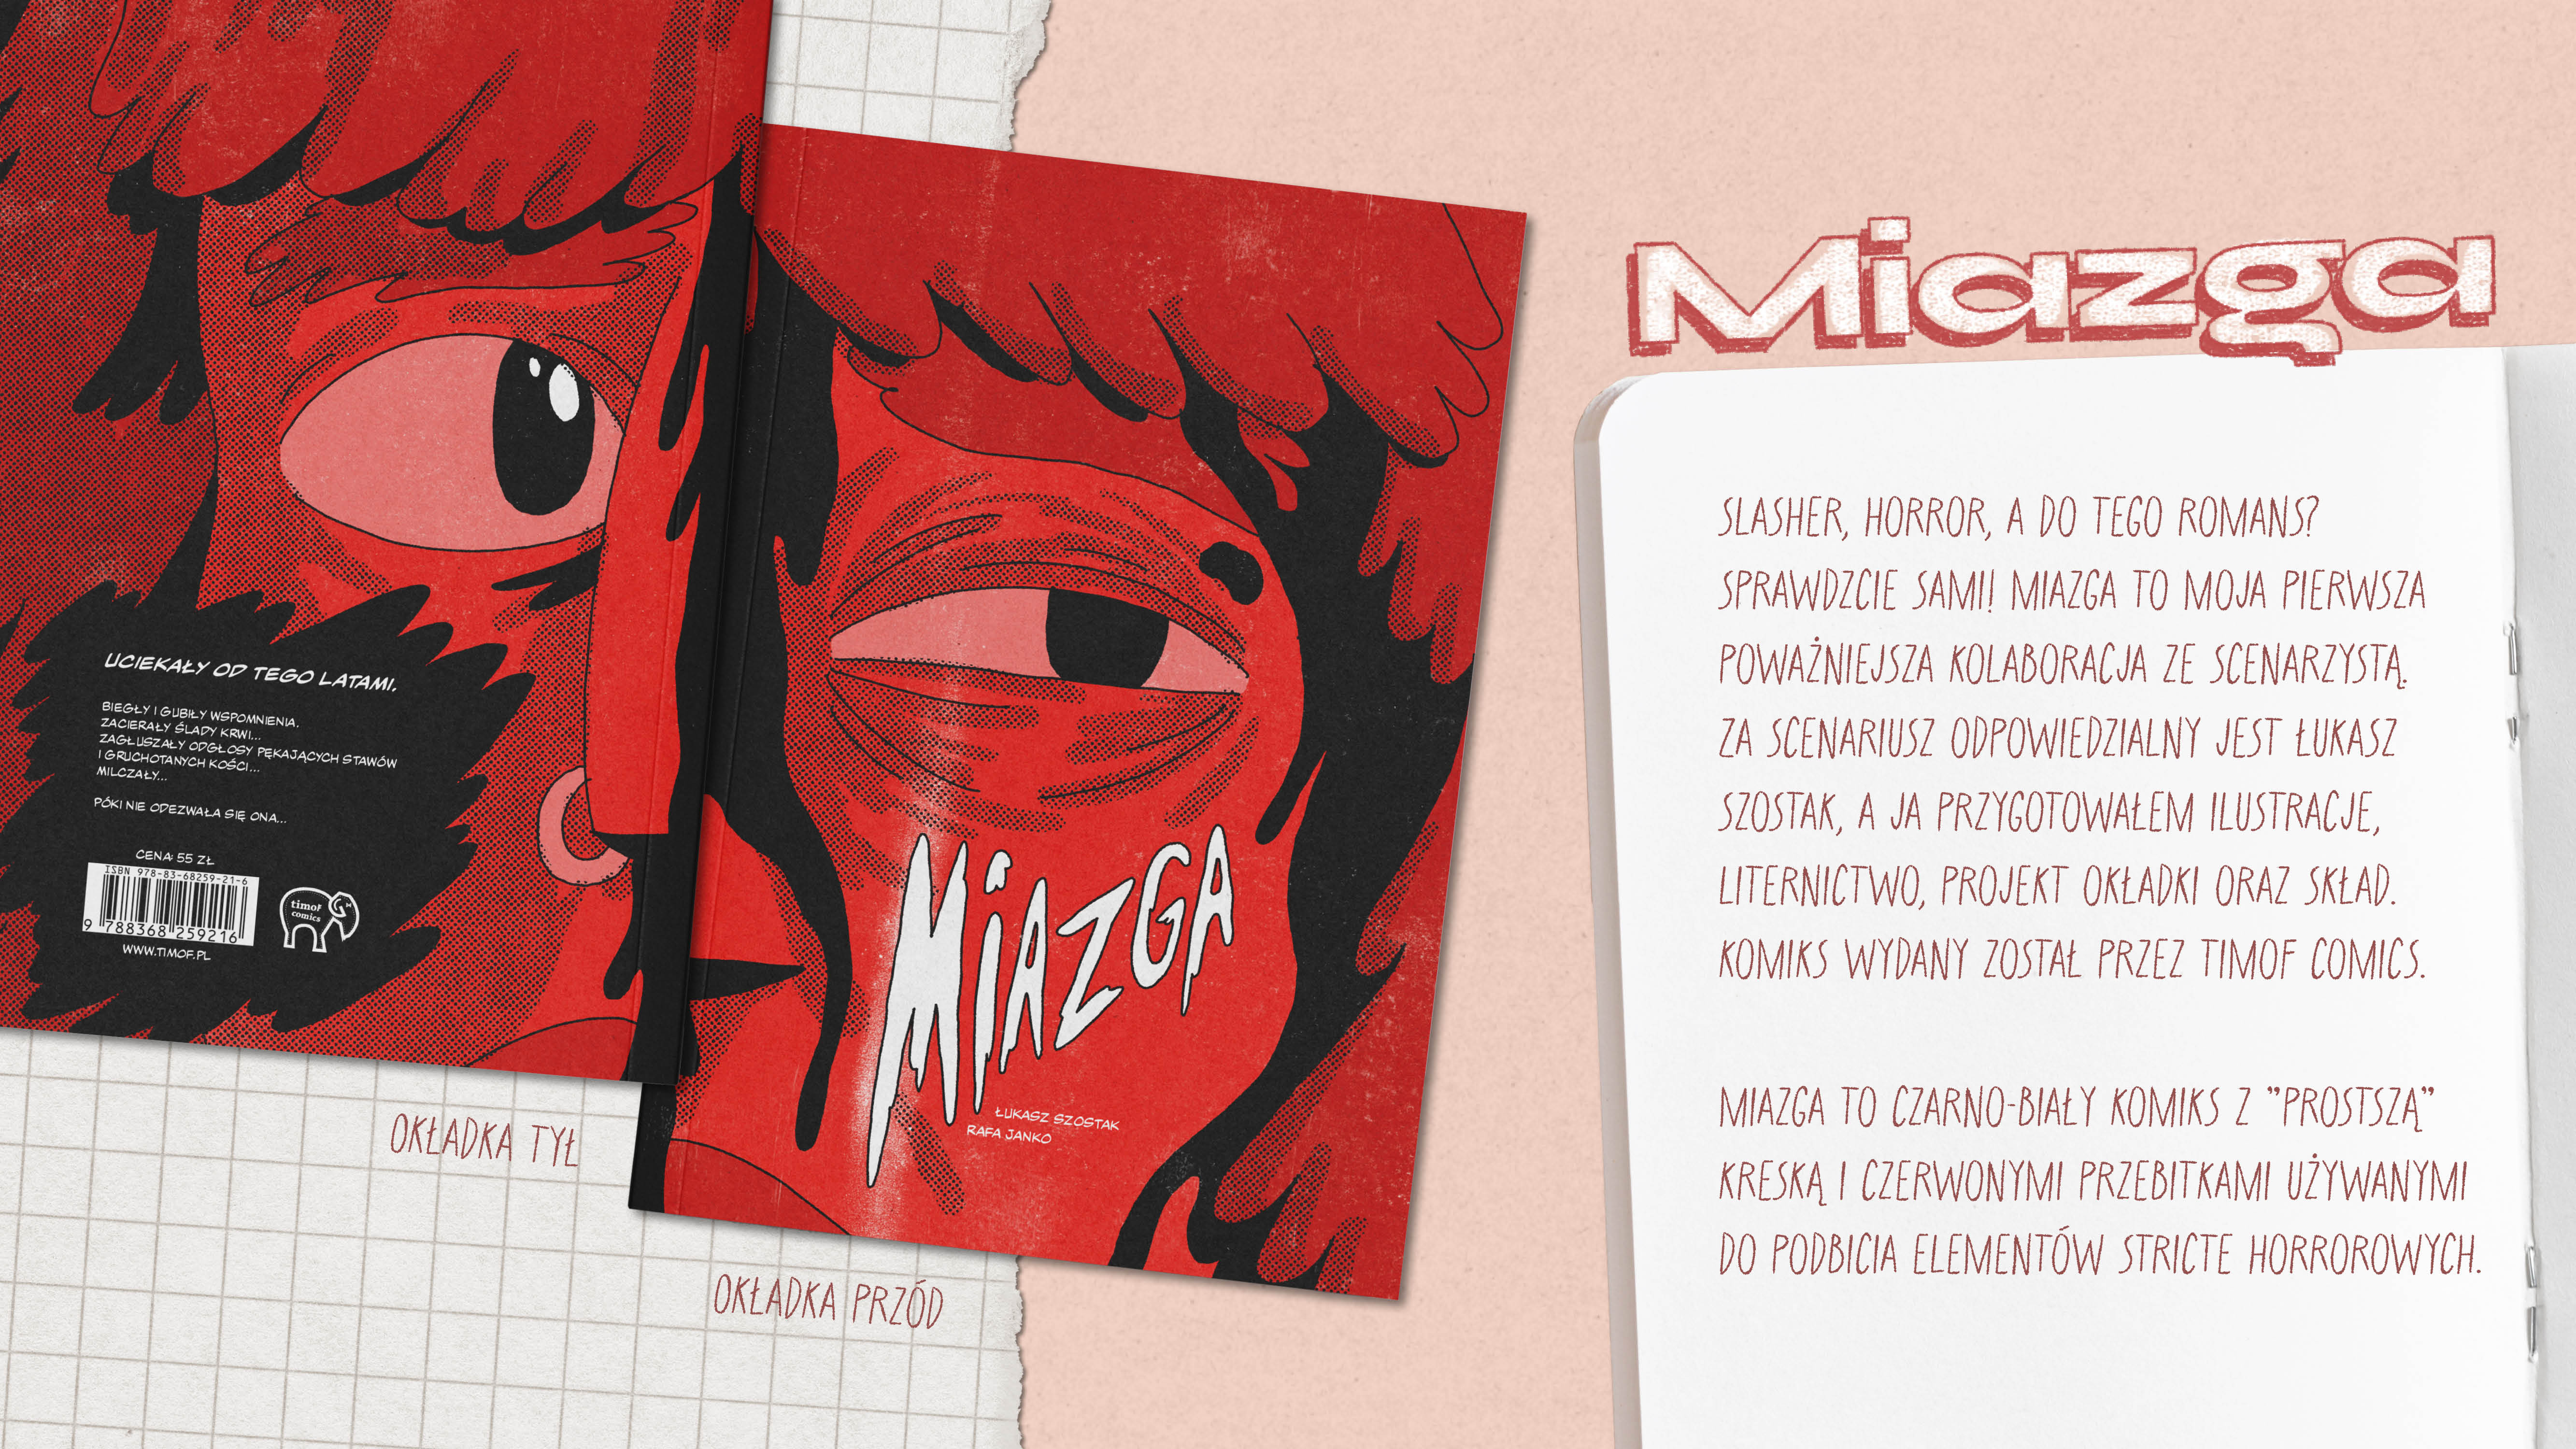 UCIEKAŁY OD TEGO LATAMI.
BIEGŁY I GUBIŁY WSPOMNIENIA.
ZACIERAŁY ŚLADY KRWI...
ZAGŁUSZAŁY ODGŁOSY PĘKAJĄCYCH STAWÓW
I GRUCHOTANYCH KOŚCI...
MILCZAŁY...
PÓKI NIE ODEZWAŁA SIĘ ONA...
CENA: 55 ZŁ
ISBN 978-83-68259-21-6
9 788368 259216
timof
comics
WWW.TIMOF.PL
OKŁADKA TYŁ
MIAZGA
ŁUKASZ SZOSTAK
RAFA JANKO
OKŁADKA PRZÓD
Miazga
SLASHER, HORROR, A DO TEGO ROMANS?
SPRAWDZCIE SAMI! MIAZGA TO MOJA PIERWSZA
POWAŻNIEJSZA KOLABORACJA ZE SCENARZYSTĄ.
ZA SCENARIUSZ ODPOWIEDZIALNY JEST ŁUKASZ
SZOSTAK, A JA PRZYGOTOWAŁEM ILUSTRACJE,
LITERNICTWO, PROJEKT OKŁADKI ORAZ SKŁAD.
KOMIKS WYDANY ZOSTAŁ PRZEZ TIMOF COMICS.
MIAZGA TO CZARNO-BIAŁY KOMIKS Z "PROSTSZĄ"
KRESKĄ I CZERWONYMI PRZEBITKAMI UŻYWANYMI
DO PODBICIA ELEMENTÓW STRICTE HORROROWYCH.